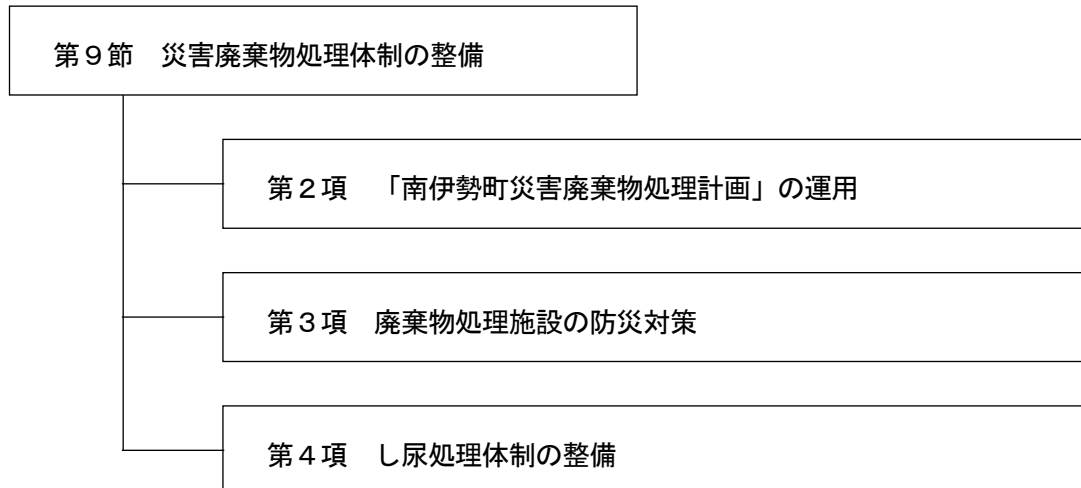 第９節　災害廃棄物処理体制の整備
第２項　「南伊勢町災害廃棄物処理計画」の運用
第３項　廃棄物処理施設の防災対策
第４項　し尿処理体制の整備